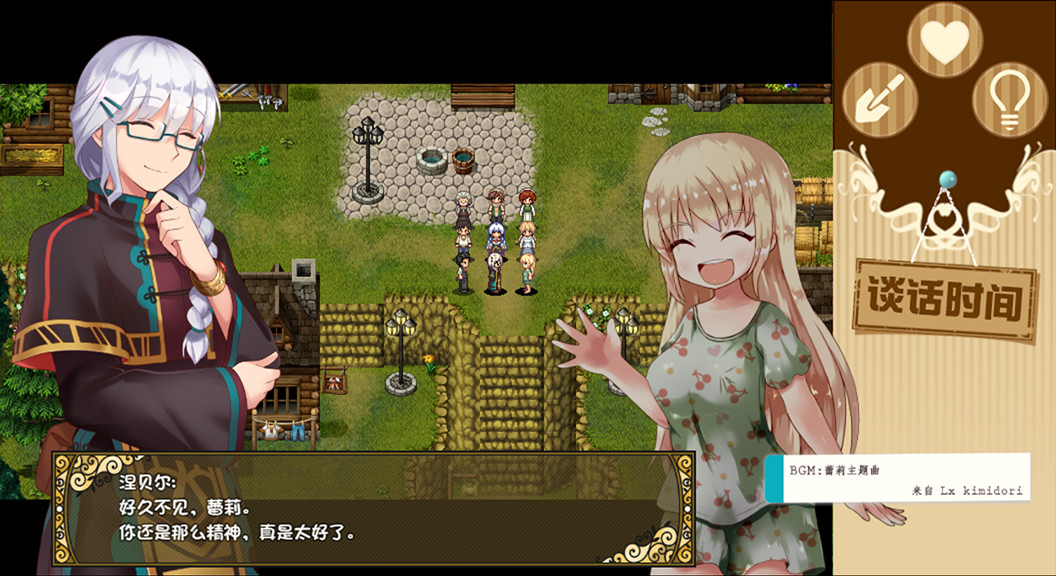 谈话时间
BGM:蕾莉主题曲
来自 Lx kimidori
涅贝尔:
好久不见，蕾莉。
你还是那么精神，真是太好了。